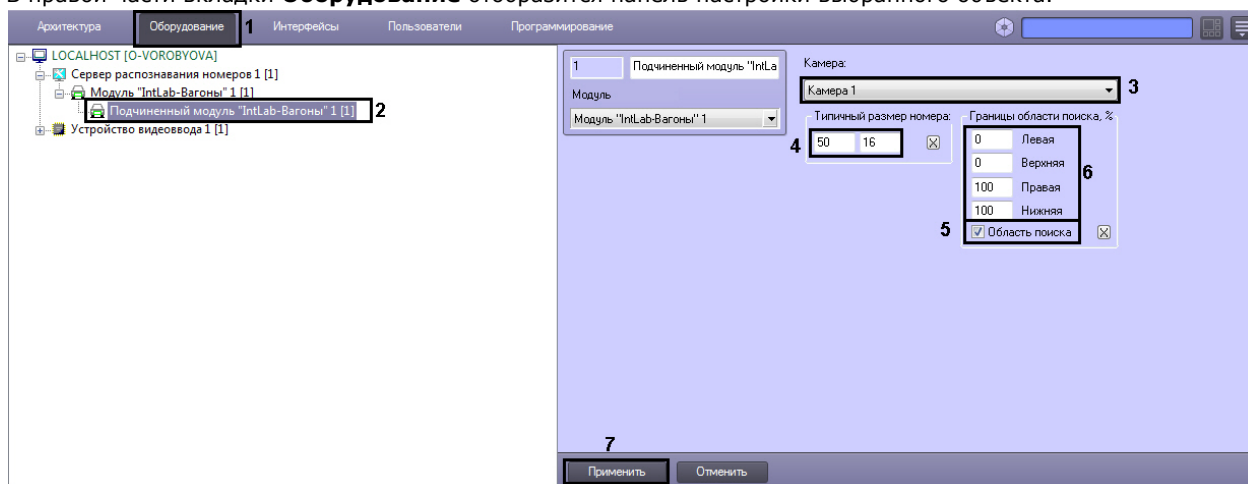 В правой части вкладки Оборудование отобразится панель настройки выбранного объекта.
Архитектура Оборудование 1 Интерфейсы Пользователи Программирование
LOCALHOST [O-VOROBYOVA]
Сервер распознавания номеров 1 [1]
Модуль "IntLab-Вагоны" 1 [1]
Подчиненный модуль "IntLab-Вагоны" 1 [1] 2
Устройство видеоввода 1 [1]
1 Подчиненный модуль "IntLa
Модуль
Модуль "IntLab-Вагоны" 1
Камера:
Камера 1 3
Типичный размер номера:
4 50 16
Границы области поиска, %
0 Левая
0 Верхняя
6
100 Правая
100 Нижняя
5 Область поиска
7
Применить Отменить